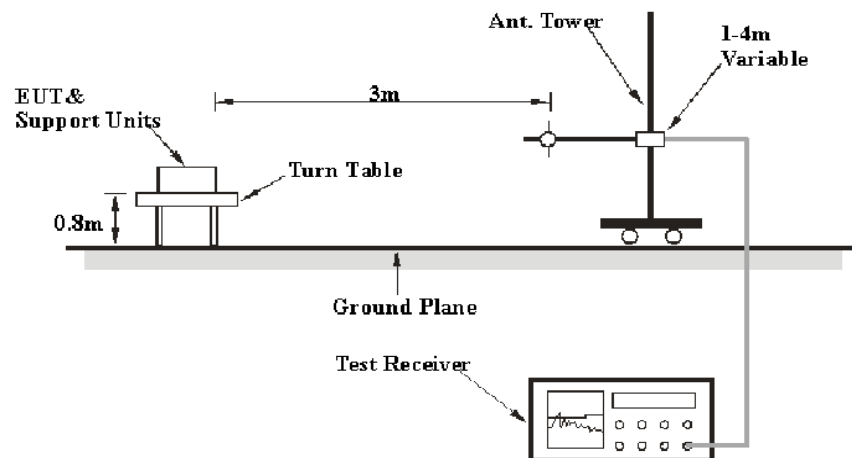 Ant. Tower
1-4m
Variable
3m
EUT&
Support Units
Turn Table
0.8m
Ground Plane
Test Receiver